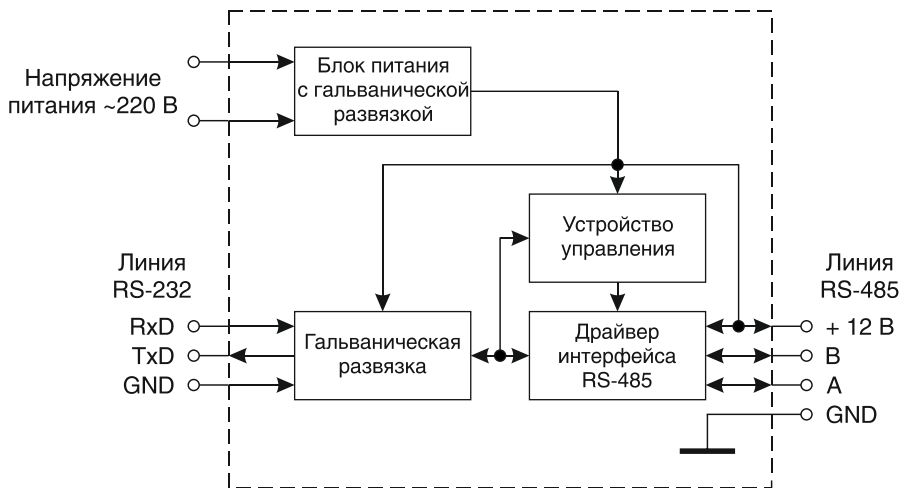 Напряжение
питания ~220 В
Блок питания
с гальванической
развязкой
Устройство
управления
Линия
RS-232
RxD
TxD
GND
Гальваническая
развязка
Драйвер
интерфейса
RS-485
Линия
RS-485
+ 12 В
B
A
GND